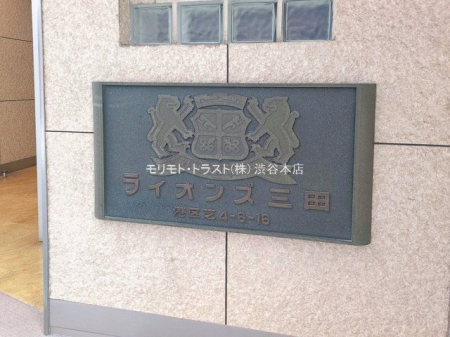 モリモト・トラスト(株) 渋谷本店
ライオンズ三田
港区芝4-6-16